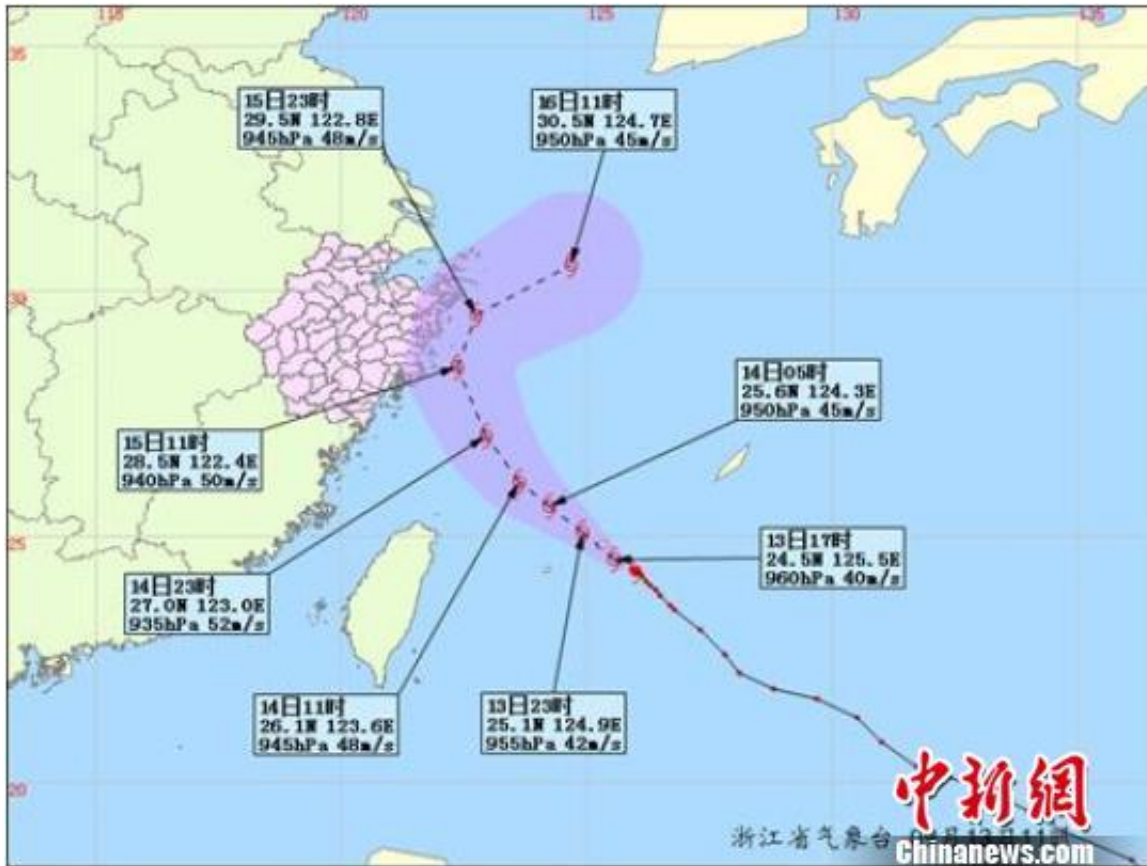 115
120
125
130
135
35
15日23时
29.5N 122.8E
945hPa 48m/s
16日11时
30.5N 124.7E
950hPa 45m/s
30
14日05时
25.6N 124.3E
950hPa 45m/s
15日11时
28.5N 122.4E
940hPa 50m/s
25
13日17时
24.5N 125.5E
960hPa 40m/s
14日23时
27.0N 123.0E
935hPa 52m/s
14日11时
26.1N 123.6E
945hPa 48m/s
13日23时
25.1N 124.9E
955hPa 42m/s
20
中新網
浙江省气象台
Chinanews.com